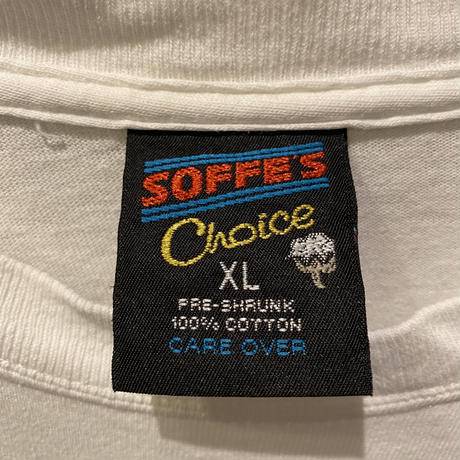 SOFFE'S
Choice
XL
PRE-SHRUNK
100% COTTON
CARE OVER